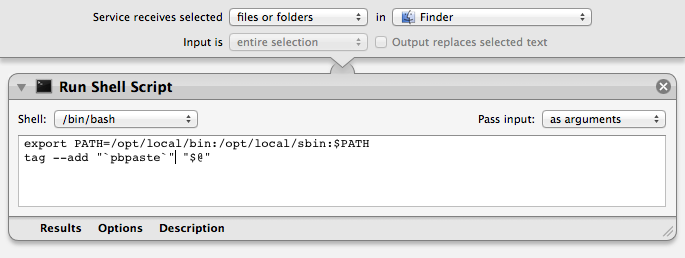 Service receives selected files or folders in Finder
Input is entire selection Output replaces selected text
Run Shell Script
Shell: /bin/bash Pass input: as arguments
export PATH=/opt/local/bin:/opt/local/sbin:$PATH
tag --add "`pbpaste`" "$@"
Results Options Description